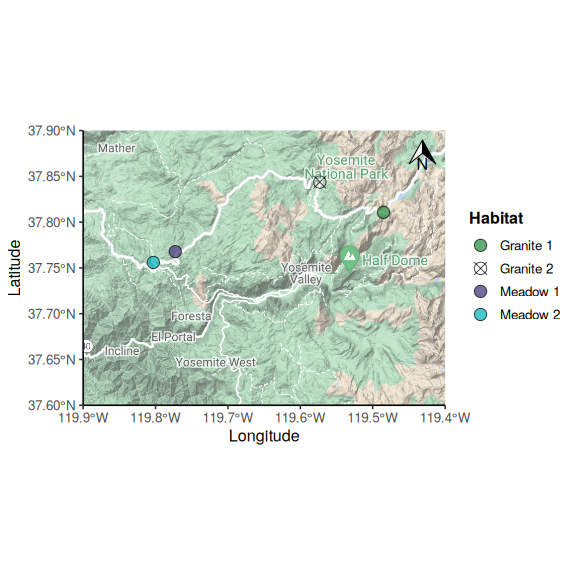 37.90°N
37.85°N
37.80°N
37.75°N
37.70°N
37.65°N
37.60°N
Latitude
Mather
Yosemite
National Park
N
Half Dome
Yosemite
Valley
Foresta
El Portal
Incline
Yosemite West
119.9°W
119.8°W
119.7°W
119.6°W
119.5°W
119.4°W
Longitude
Habitat
Granite 1
Granite 2
Meadow 1
Meadow 2